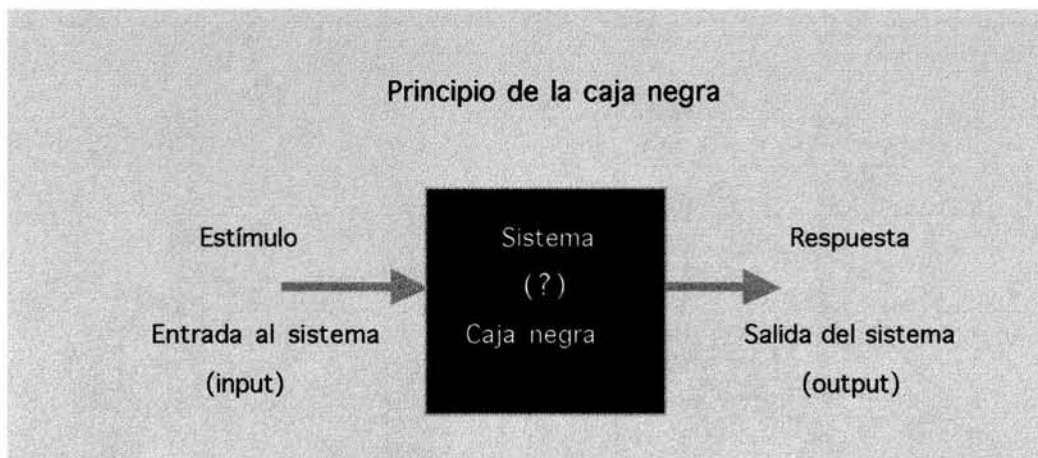 Principio de la caja negra
Estímulo
Entrada al sistema
(input)
Sistema
(?)
Caja negra
Respuesta
Salida del sistema
(output)